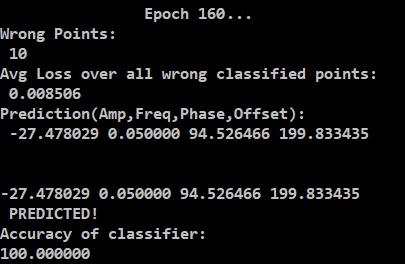 Epoch 160...
Wrong Points:
10
Avg Loss over all wrong classified points:
0.008506
Prediction(Amp,Freq,Phase,Offset):
-27.478029 0.050000 94.526466 199.833435
-27.478029 0.050000 94.526466 199.833435
PREDICTED!
Accuracy of classifier:
100.000000